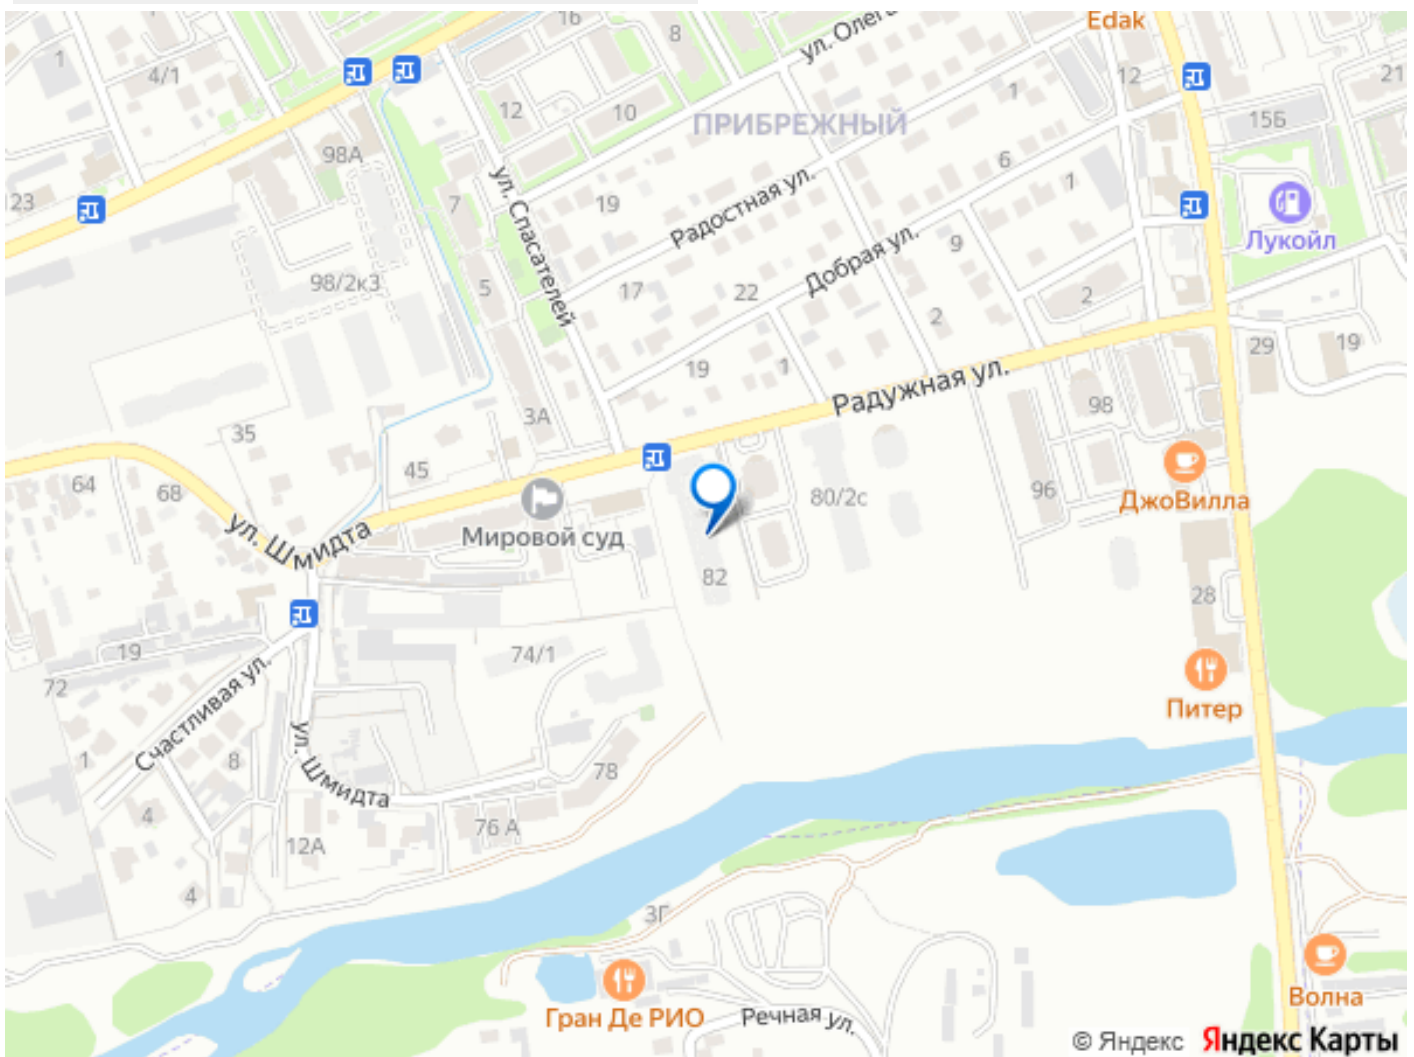 16
8
ул. Олега
Edak
1
4/1
12
21
12
10
1
ПРИБРЕЖНЫЙ
15Б
98А
6
7
ул. Спасателей
1
23
19
Радостная ул.
Лукойл
Добрая ул.
9
98/2к3
5
17
22
2
2
29
19
19
1
Радужная ул.
35
3А
98
45
64
68
96
80/2с
ДжоВилла
ул. Шмидта
Мировой суд
82
28
19
74/1
72
Счастливая ул.
Питер
1
8
ул. Шмидта
78
4
12А
76 А
4
3Г
Волна
Гран Де РИО
Речная ул.
© Яндекс Яндекс Карты